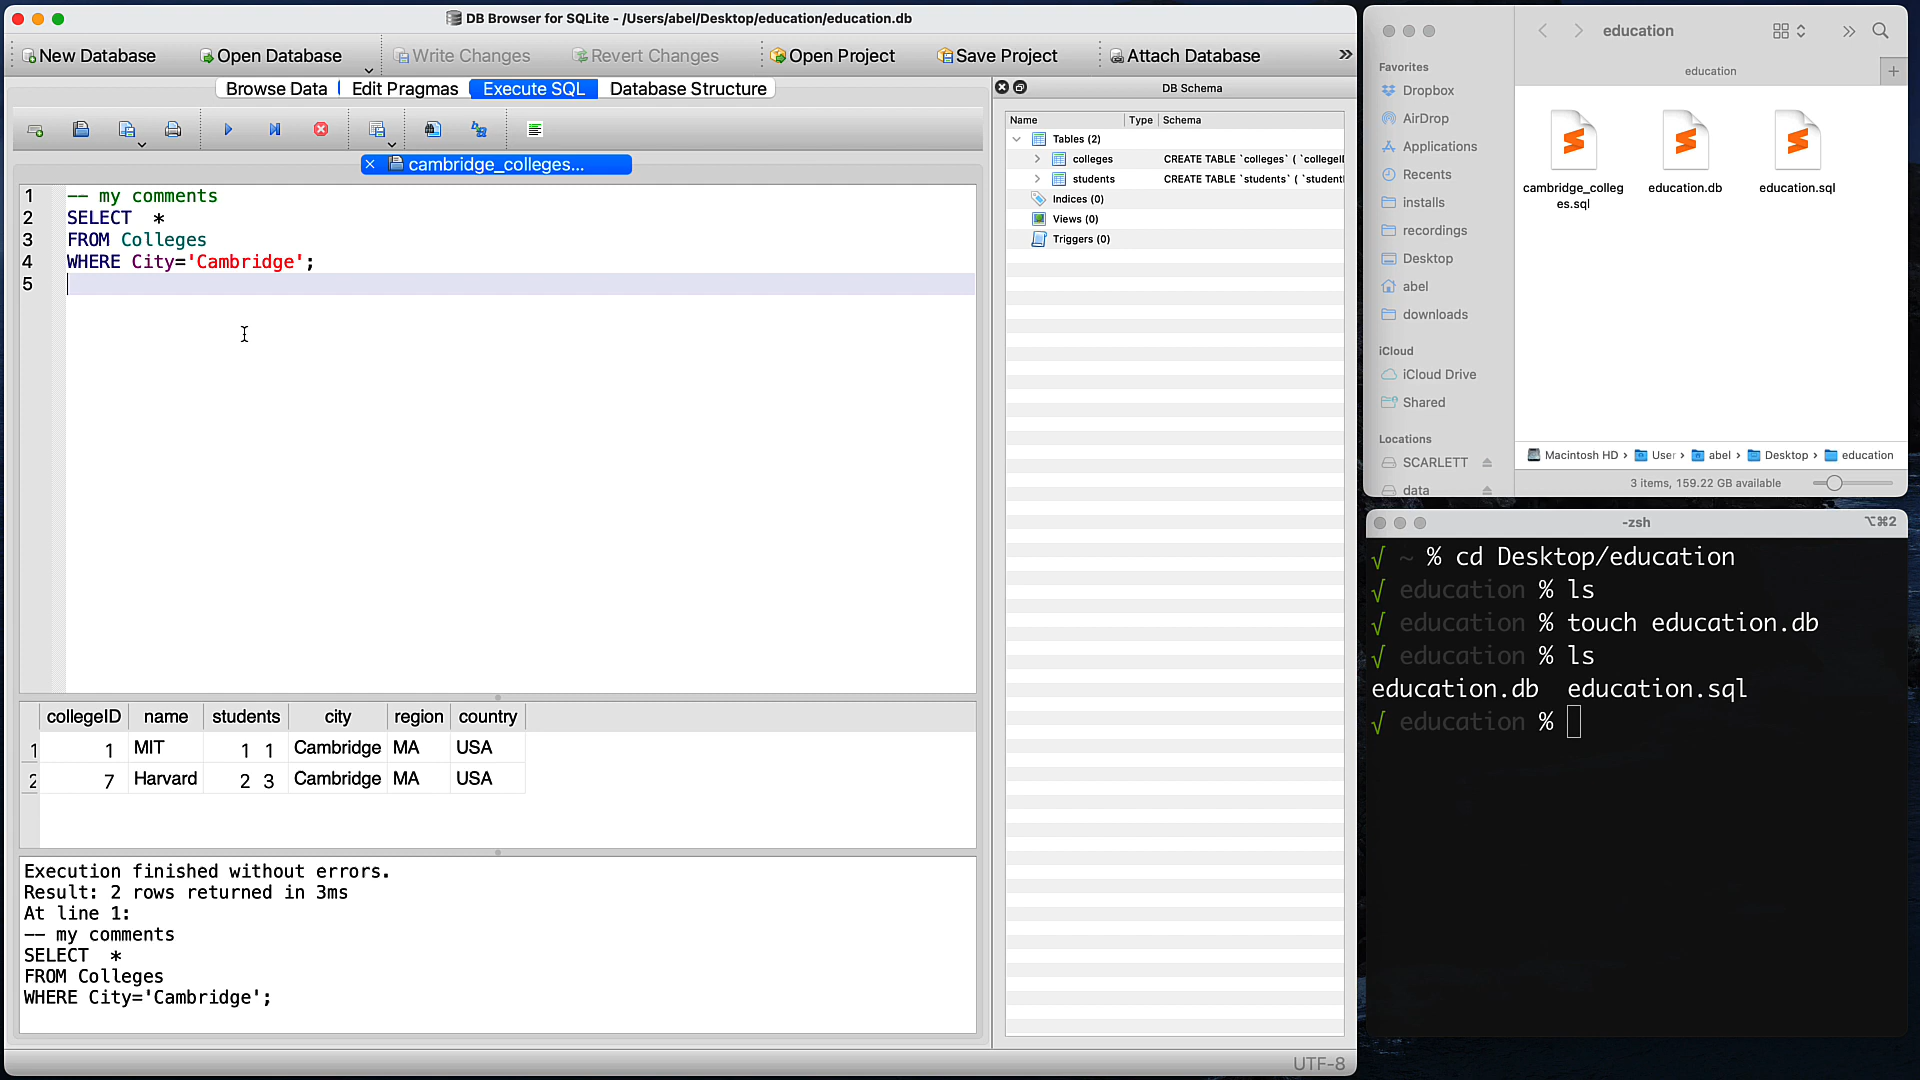 DB Browser for SQLite - /Users/abel/Desktop/education/education.db
New Database Open Database Write Changes Revert Changes Open Project Save Project Attach Database »
Browse Data Edit Pragmas Execute SQL Database Structure
cambridge_colleges...
1 -- my comments
2 SELECT *
3 FROM Colleges
4 WHERE City='Cambridge';
5
collegeID name students city region country
1 1 MIT 1 1 Cambridge MA USA
2 7 Harvard 2 3 Cambridge MA USA
Execution finished without errors.
Result: 2 rows returned in 3ms
At line 1:
-- my comments
SELECT *
FROM Colleges
WHERE City='Cambridge';
UTF-8
DB Schema
Name Type Schema
Tables (2)
colleges CREATE TABLE `colleges` ( `collegeI
students CREATE TABLE `students` ( `student
Indices (0)
Views (0)
Triggers (0)
education
education
Favorites
Dropbox
AirDrop
Applications
Recents
installs
recordings
Desktop
abel
downloads
iCloud
iCloud Drive
Shared
Locations
SCARLETT
data
cambridge_colleg
es.sql
education.db
education.sql
Macintosh HD › User › abel › Desktop › education
3 items, 159.22 GB available
-zsh ⌥⌘2
√ ~ % cd Desktop/education
√ education % ls
√ education % touch education.db
√ education % ls
education.db education.sql
√ education %